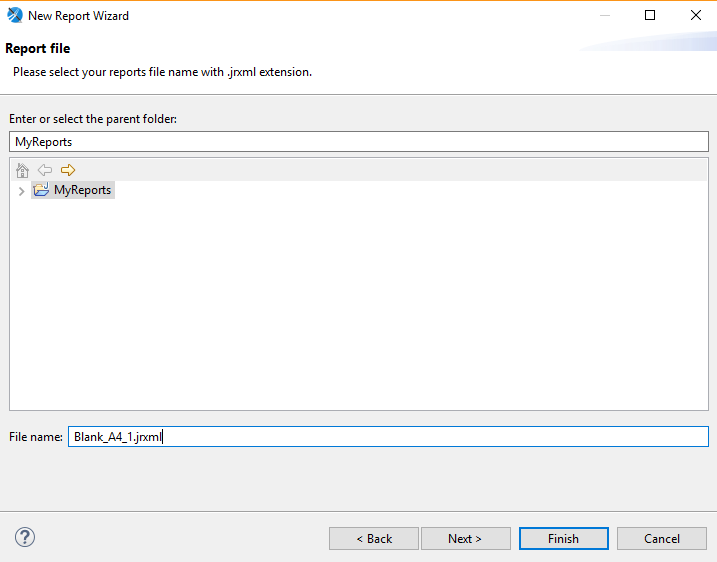 New Report Wizard
Report file
Please select your reports file name with .jrxml extension.
Enter or select the parent folder:
MyReports
MyReports
File name: Blank_A4_1.jrxml
? < Back Next > Finish Cancel